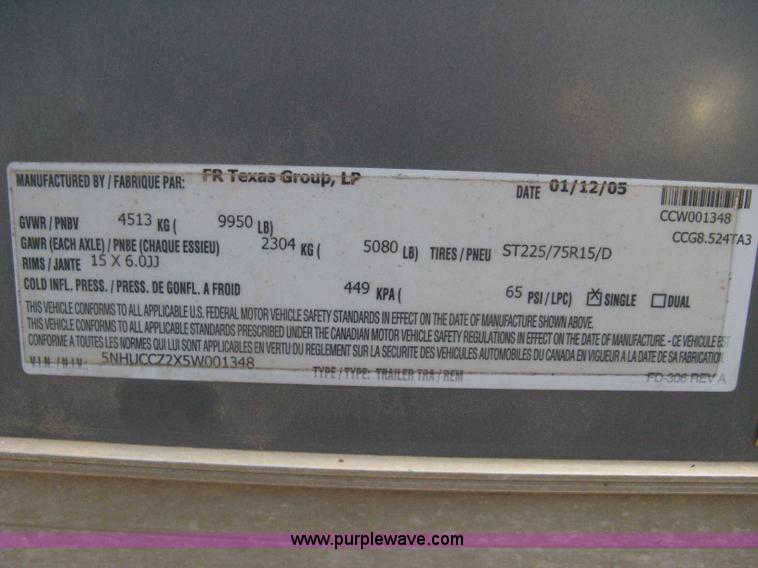 MANUFACTURED BY / FABRIQUE PAR: FR Texas Group, LP DATE 01/12/05
CCW001348
GVWR / PNBV 4513 KG ( 9950 LB) CCG8.524TA3
GAWR (EACH AXLE) / PNBE (CHAQUE ESSIEU) 2304 KG ( 5080 LB) TIRES / PNEU ST225/75R15/D
RIMS / JANTE 15 X 6.0JJ
COLD INFL. PRESS. / PRESS. DE GONFL. A FROID 449 KPA ( 65 PSI / LPC) SINGLE DUAL
THIS VEHICLE CONFORMS TO ALL APPLICABLE U.S. FEDERAL MOTOR VEHICLE SAFETY STANDARDS IN EFFECT ON THE DATE OF MANUFACTURE SHOWN ABOVE.
THIS VEHICLE CONFORMS TO ALL APPLICABLE STANDARDS PRESCRIBED UNDER THE CANADIAN MOTOR VEHICLE SAFETY REGULATIONS IN EFFECT ON THE DATE OF MANUFACTURE. - CE VEHICULE EST
CONFORME A TOUTES LES NORMES QUI LUI SONT APPLICABLES EN VERTU DU REGLEMENT SUR LA SECURITE DES VEHICULES AUTOMOBILES DU CANADA EN VIGUEUR A LA DATE DE SA FABRICATION.
V.I.N. / N.I.V. 5NHUCCZ2X5W001348 TYPE / TYPE: TRAILER TRA / REM FD-306 REV A
www.purplewave.com